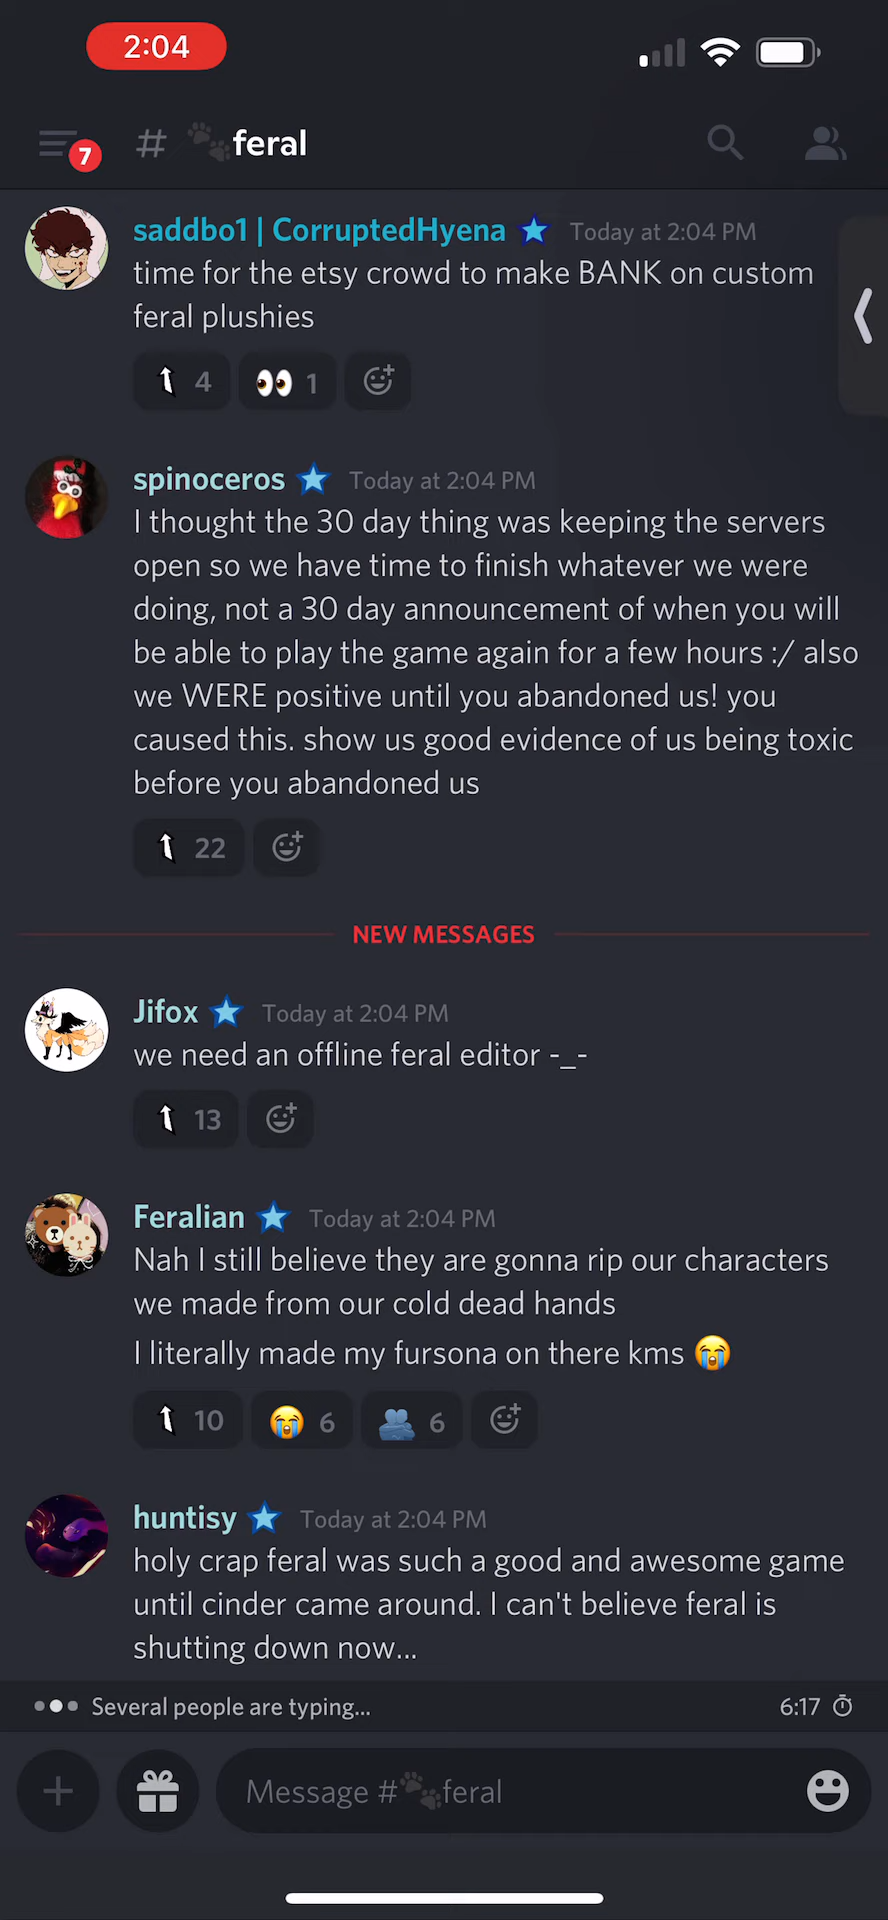 2:04
7
# feral
saddbo1 | CorruptedHyena Today at 2:04 PM
time for the etsy crowd to make BANK on custom
feral plushies
4 1
spinoceros Today at 2:04 PM
I thought the 30 day thing was keeping the servers
open so we have time to finish whatever we were
doing, not a 30 day announcement of when you will
be able to play the game again for a few hours :/ also
we WERE positive until you abandoned us! you
caused this. show us good evidence of us being toxic
before you abandoned us
22
NEW MESSAGES
Jifox Today at 2:04 PM
we need an offline feral editor -_-
13
Feralian Today at 2:04 PM
Nah I still believe they are gonna rip our characters
we made from our cold dead hands
I literally made my fursona on there kms 😭
10 😭 6 6
huntisy Today at 2:04 PM
holy crap feral was such a good and awesome game
until cinder came around. I can't believe feral is
shutting down now...
Several people are typing... 6:17
Message #🐾feral